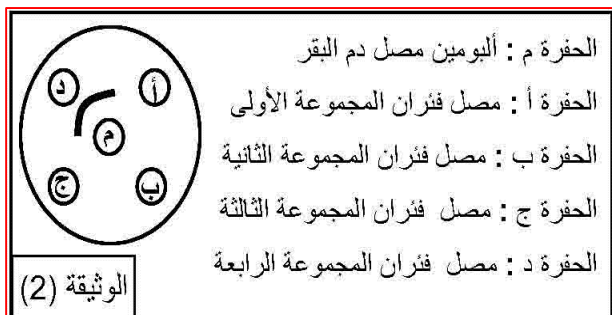 الحفرة م : ألبومين مصل دم البقر
الحفرة أ : مصل فئران المجموعة الأولى
الحفرة ب : مصل فئران المجموعة الثانية
الحفرة ج : مصل فئران المجموعة الثالثة
الحفرة د : مصل فئران المجموعة الرابعة
أ
د
م
ب
ج
الوثيقة (2)